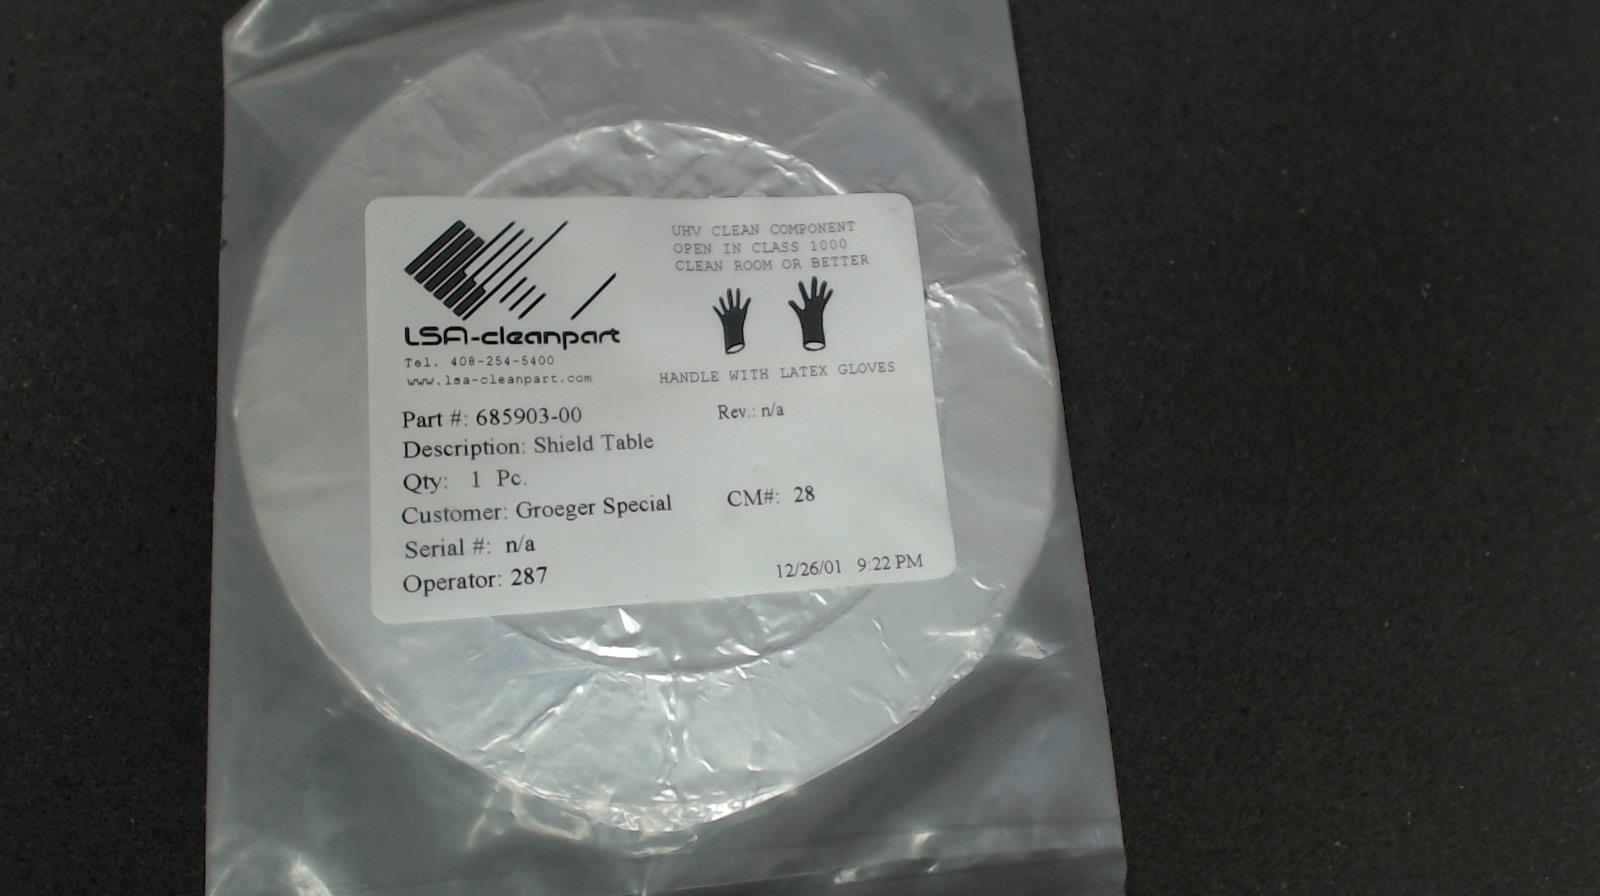 UHV CLEAN COMPONENT
OPEN IN CLASS 1000
CLEAN ROOM OR BETTER
LSA-cleanpart
Tel. 408-254-5400
www.lsa-cleanpart.com
HANDLE WITH LATEX GLOVES
Part #: 685903-00 Rev.: n/a
Description: Shield Table
Qty: 1 Pc.
Customer: Groeger Special CM#: 28
Serial #: n/a
Operator: 287
12/26/01 9:22 PM